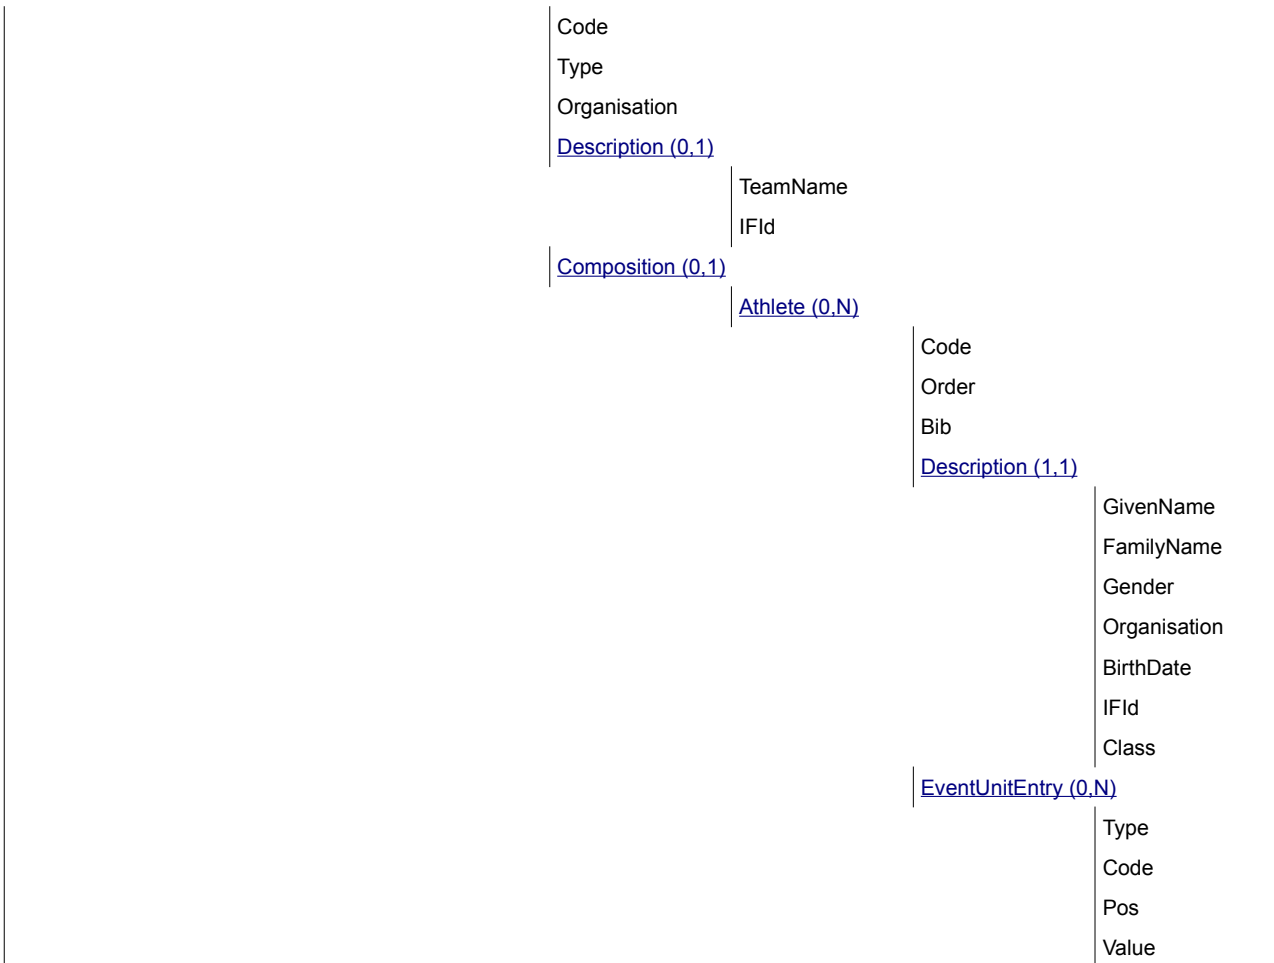 Code
Type
Organisation
Description (0,1)
TeamName
IFId
Composition (0,1)
Athlete (0,N)
Code
Order
Bib
Description (1,1)
GivenName
FamilyName
Gender
Organisation
BirthDate
IFId
Class
EventUnitEntry (0,N)
Type
Code
Pos
Value